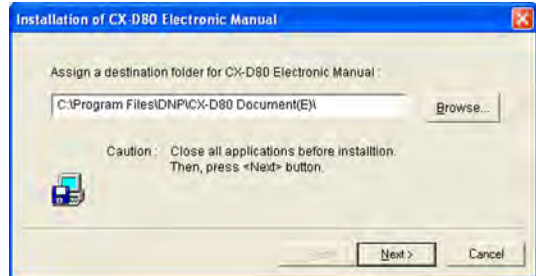 Installation of CX-D80 Electronic Manual
Assign a destination folder for CX-D80 Electronic Manual :
C:\Program Files\DNP\CX-D80 Document(E)\
Browse...
Caution : Close all applications before installtion.
Then, press <Next> button.
Next >
Cancel